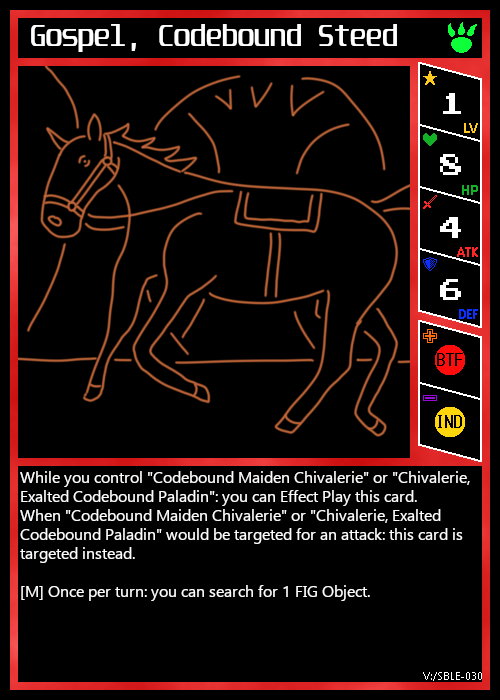 Gospel, Codebound Steed
1
LV
8
HP
4
ATK
6
DEF
BTF
IND
While you control "Codebound Maiden Chivalerie" or "Chivalerie,
Exalted Codebound Paladin": you can Effect Play this card.
When "Codebound Maiden Chivalerie" or "Chivalerie, Exalted
Codebound Paladin" would be targeted for an attack: this card is
targeted instead.
[M] Once per turn: you can search for 1 FIG Object.
V:/SBLE-030